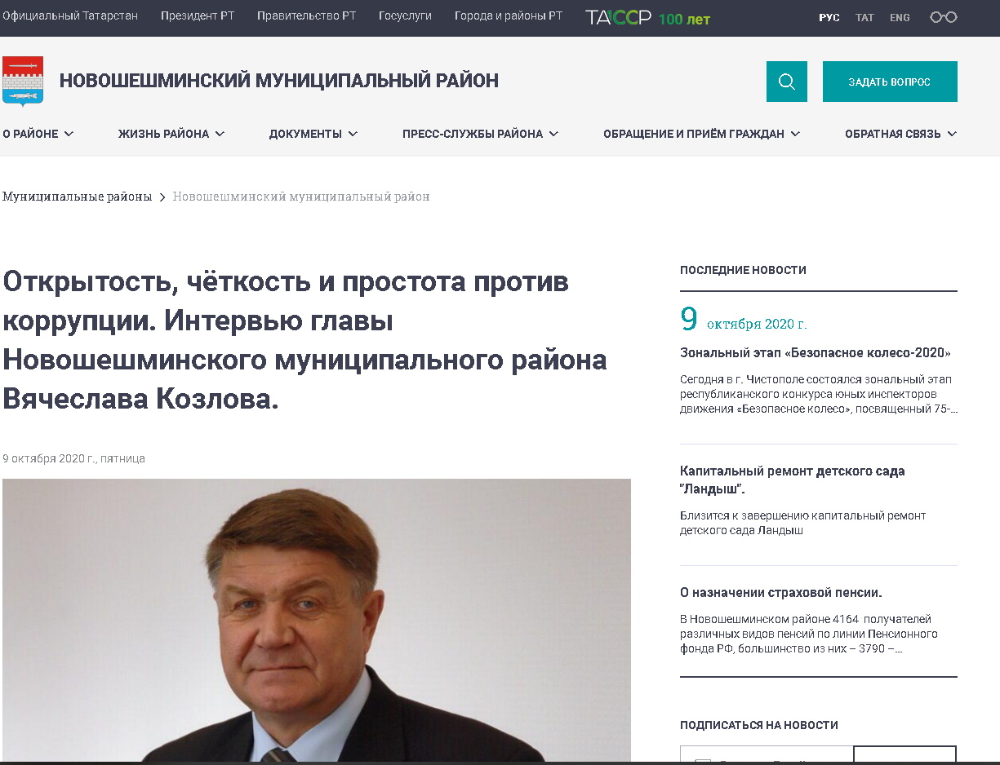 Официальный Татарстан Президент РТ Правительство РТ Госуслуги Города и районы РТ ТАССР 100 лет РУС ТАТ ENG
НОВОШЕШМИНСКИЙ МУНИЦИПАЛЬНЫЙ РАЙОН
ЗАДАТЬ ВОПРОС
О РАЙОНЕ ЖИЗНЬ РАЙОНА ДОКУМЕНТЫ ПРЕСС-СЛУЖБЫ РАЙОНА ОБРАЩЕНИЕ И ПРИЁМ ГРАЖДАН ОБРАТНАЯ СВЯЗЬ
Муниципальные районы > Новошешминский муниципальный район
Открытость, чёткость и простота против
коррупции. Интервью главы
Новошешминского муниципального района
Вячеслава Козлова.
9 октября 2020 г., пятница
ПОСЛЕДНИЕ НОВОСТИ
9 октября 2020 г.
Зональный этап «Безопасное колесо-2020»
Сегодня в г. Чистополе состоялся зональный этап
республиканского конкурса юных инспекторов
движения «Безопасное колесо», посвященный 75-...
Капитальный ремонт детского сада
"Ландыш".
Близится к завершению капитальный ремонт
детского сада Ландыш
О назначении страховой пенсии.
В Новошешминском районе 4164 получателей
различных видов пенсий по линии Пенсионного
фонда РФ, большинство из них – 3790 –...
ПОДПИСАТЬСЯ НА НОВОСТИ